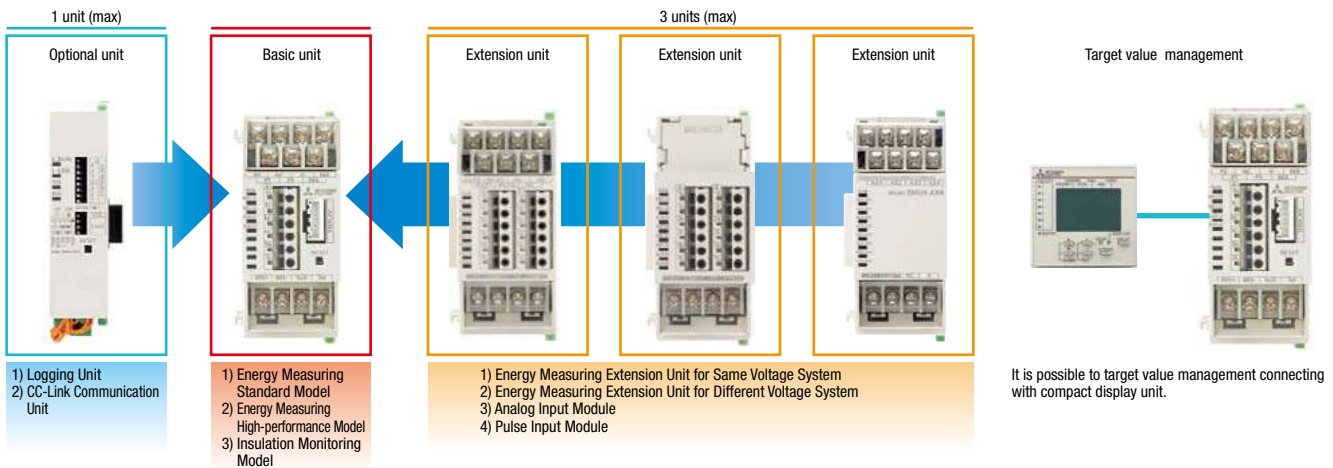 1 unit (max)
3 units (max)
Optional unit
Basic unit
Extension unit
Extension unit
Extension unit
Target value management
1) Logging Unit
2) CC-Link Communication
Unit
1) Energy Measuring
Standard Model
2) Energy Measuring
High-performance Model
3) Insulation Monitoring
Model
1) Energy Measuring Extension Unit for Same Voltage System
2) Energy Measuring Extension Unit for Different Voltage System
3) Analog Input Module
4) Pulse Input Module
It is possible to target value management connecting
with compact display unit.